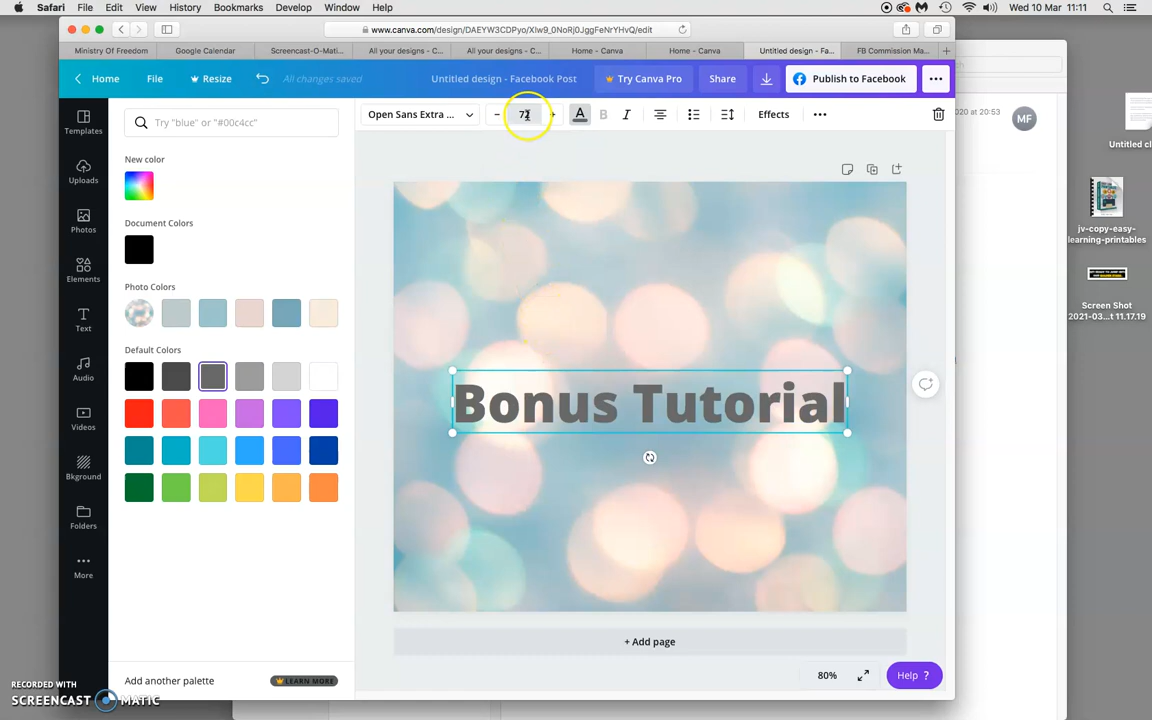 Safari File Edit View History Bookmarks Develop Window Help Wed 10 Mar 11:11
www.canva.com/design/DAEYW3CDPyo/Xlw9_0NoRj0JggFeNrYHvQ/edit
Ministry Of Freedom Google Calendar Screencast-O-Mati... All your designs - C... All your designs - C... Home - Canva Home - Canva Untitled design - Fa... FB Commission Ma...
Home File Resize All changes saved Untitled design - Facebook Post Try Canva Pro Share Publish to Facebook
Open Sans Extra ... – + A B I Effects
2020 at 20:53
MF
Untitled cl
Templates
Try "blue" or "#00c4cc"
New color
Uploads
Document Colors
Photos
jv-copy-easy-
learning-printables
Elements
Photo Colors
Screen Shot
2021-03...t 11.17.19
Text
Default Colors
Audio
Bonus Tutorial
Videos
Bkground
Folders
More
+ Add page
80% Help ?
Add another palette LEARN MORE
RECORDED WITH
SCREENCAST MATIC